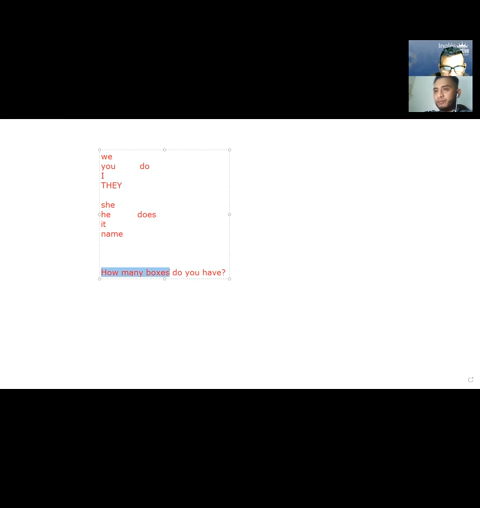 we
you do
I
THEY
she
he does
it
name
How many boxes do you have?